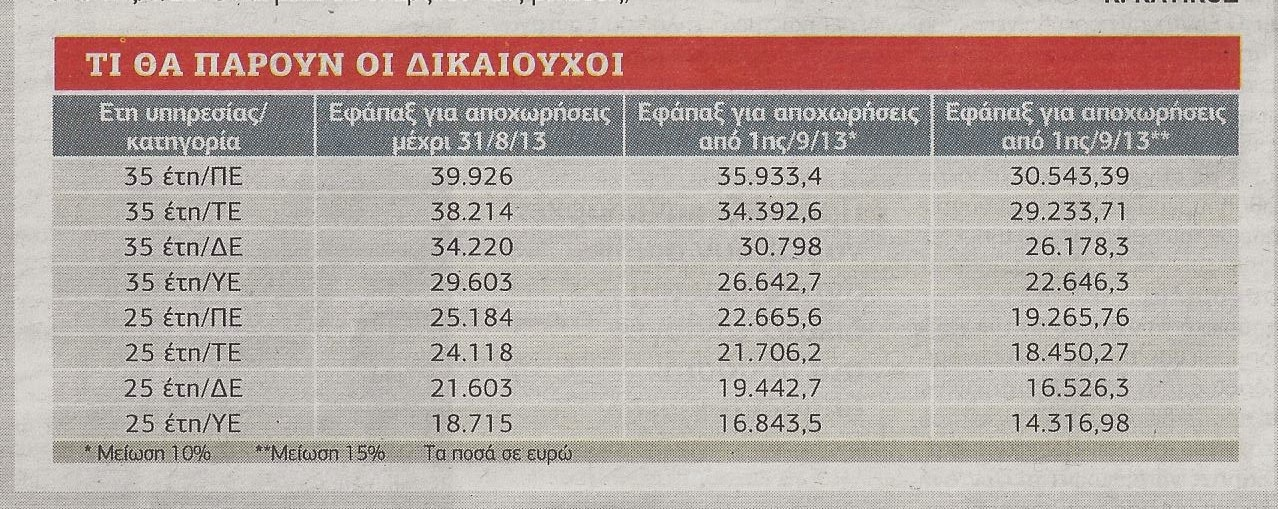 ΤΙ ΘΑ ΠΑΡΟΥΝ ΟΙ ΔΙΚΑΙΟΥΧΟΙ
Ετη υπηρεσίας/ Εφάπαξ για αποχωρήσεις Εφάπαξ για αποχωρήσεις Εφάπαξ για αποχωρήσεις
κατηγορία μέχρι 31/8/13 από 1ης/9/13* από 1ης/9/13**
35 έτη/ΠΕ 39.926 35.933,4 30.543,39
35 έτη/ΤΕ 38.214 34.392,6 29.233,71
35 έτη/ΔΕ 34.220 30.798 26.178,3
35 έτη/ΥΕ 29.603 26.642,7 22.646,3
25 έτη/ΠΕ 25.184 22.665,6 19.265,76
25 έτη/ΤΕ 24.118 21.706,2 18.450,27
25 έτη/ΔΕ 21.603 19.442,7 16.526,3
25 έτη/ΥΕ 18.715 16.843,5 14.316,98
* Μείωση 10% **Μείωση 15% Τα ποσά σε ευρώ